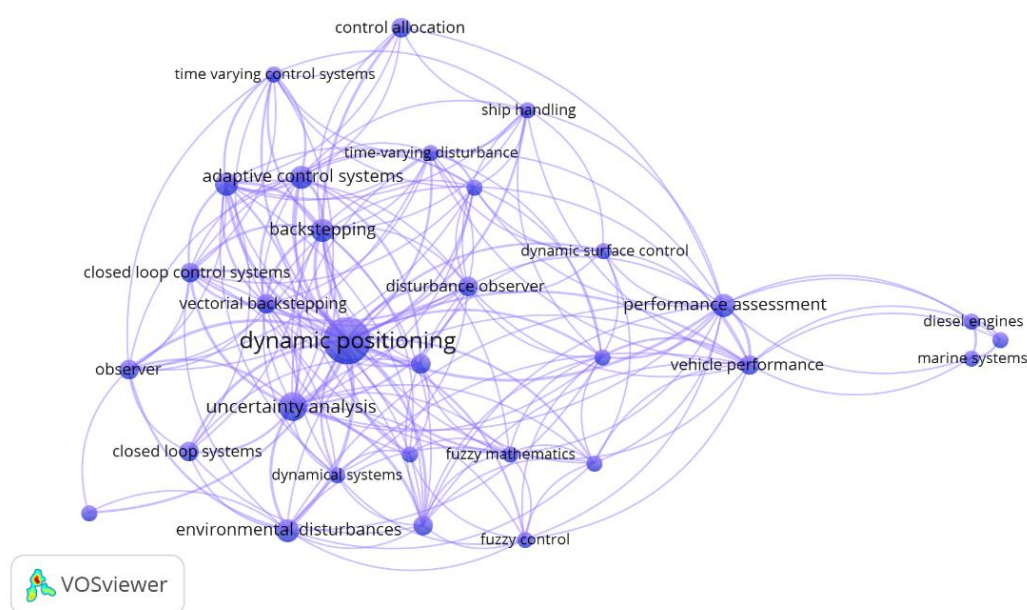 control allocation
time varying control systems
ship handling
time-varying disturbance
adaptive control systems
backstepping
dynamic surface control
closed loop control systems
disturbance observer
vectorial backstepping
performance assessment
diesel engines
dynamic positioning
marine systems
observer
vehicle performance
uncertainty analysis
closed loop systems
fuzzy mathematics
dynamical systems
environmental disturbances
fuzzy control
VOSviewer